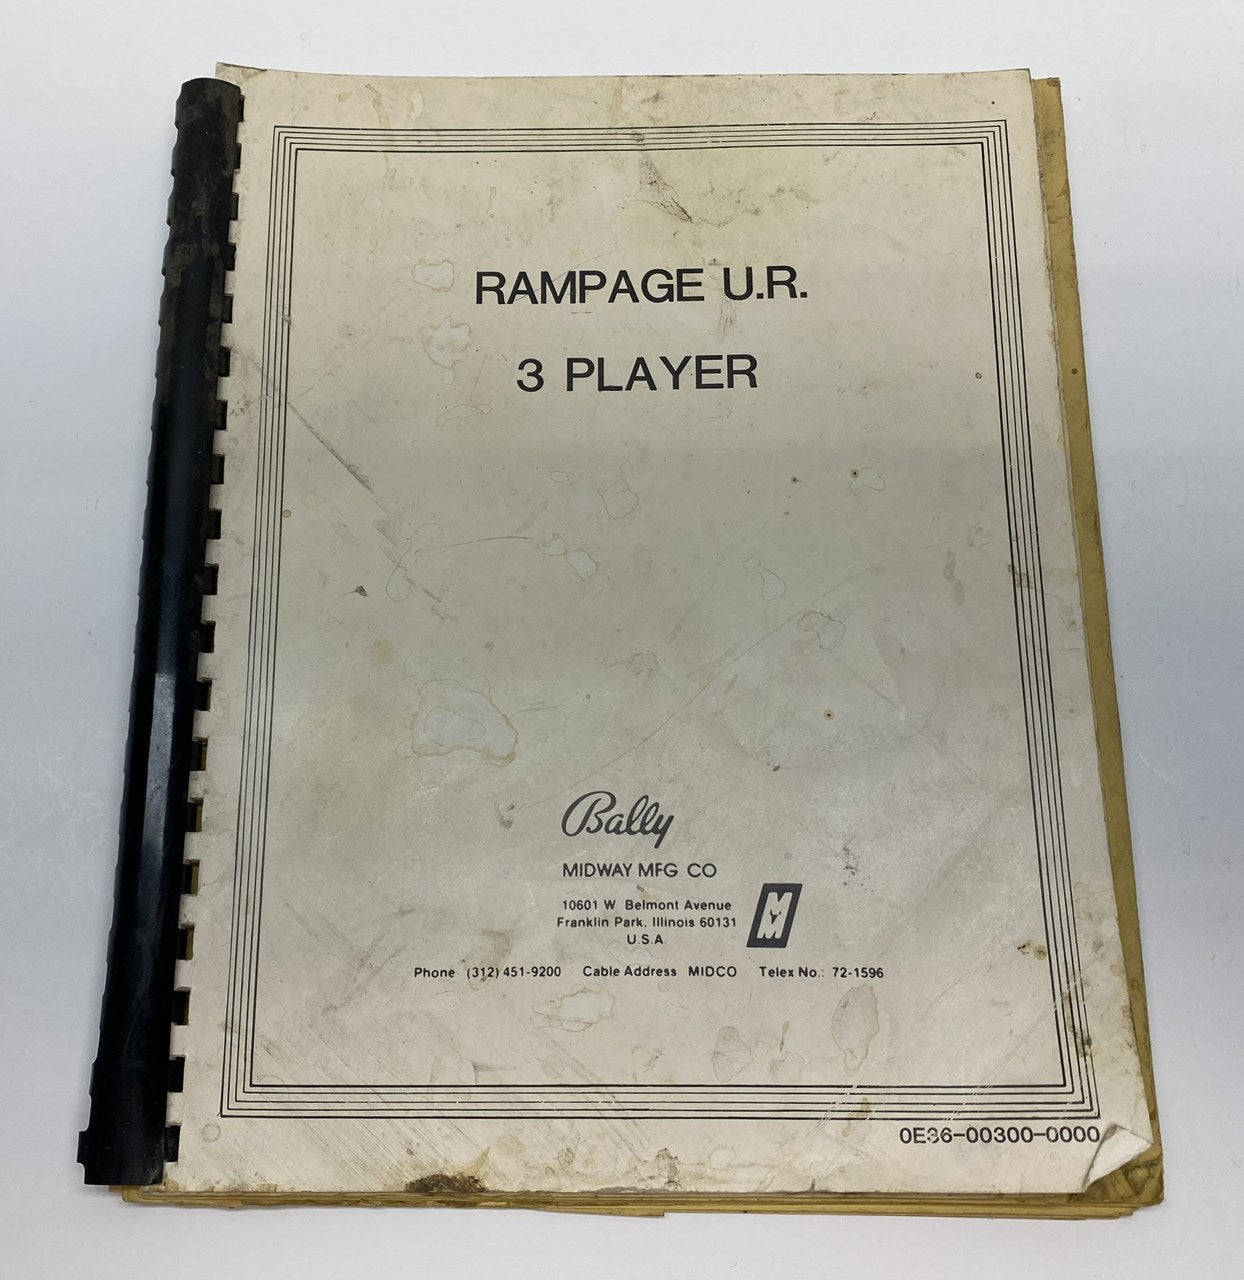 RAMPAGE U.R.
3 PLAYER
Bally
MIDWAY MFG CO
10601 W Belmont Avenue
Franklin Park, Illinois 60131
U.S.A.
Phone (312) 451-9200 Cable Address MIDCO Telex No.: 72-1596
0E36-00300-0000